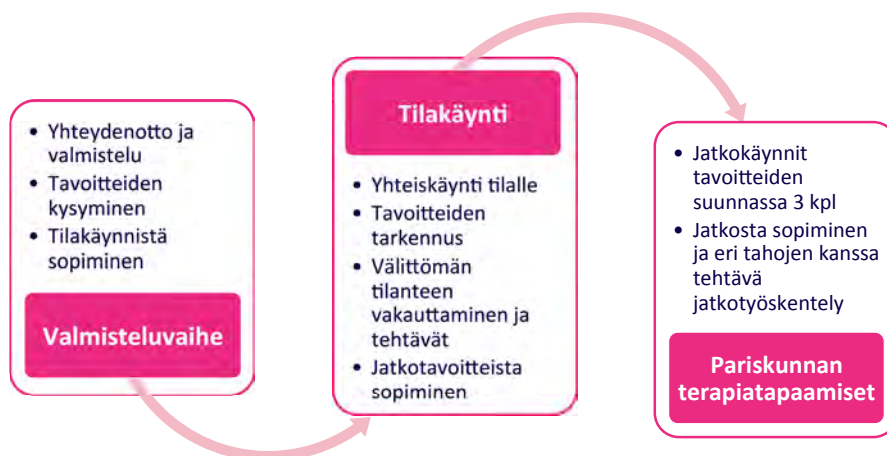 • Yhteydenotto ja
valmistelu
• Tavoitteiden
kysyminen
• Tilakäynnistä
sopiminen
Valmisteluvaihe
Tilakäynti
• Yhteiskäynti tilalle
• Tavoitteiden
tarkennus
• Välittömän
tilanteen
vakauttaminen ja
tehtävät
• Jatkotavoitteista
sopiminen
• Jatkokäynnit
tavoitteiden
suunnassa 3 kpl
• Jatkosta sopiminen
ja eri tahojen kanssa
tehtävä
jatkotyöskentely
Pariskunnan
terapiatapaamiset